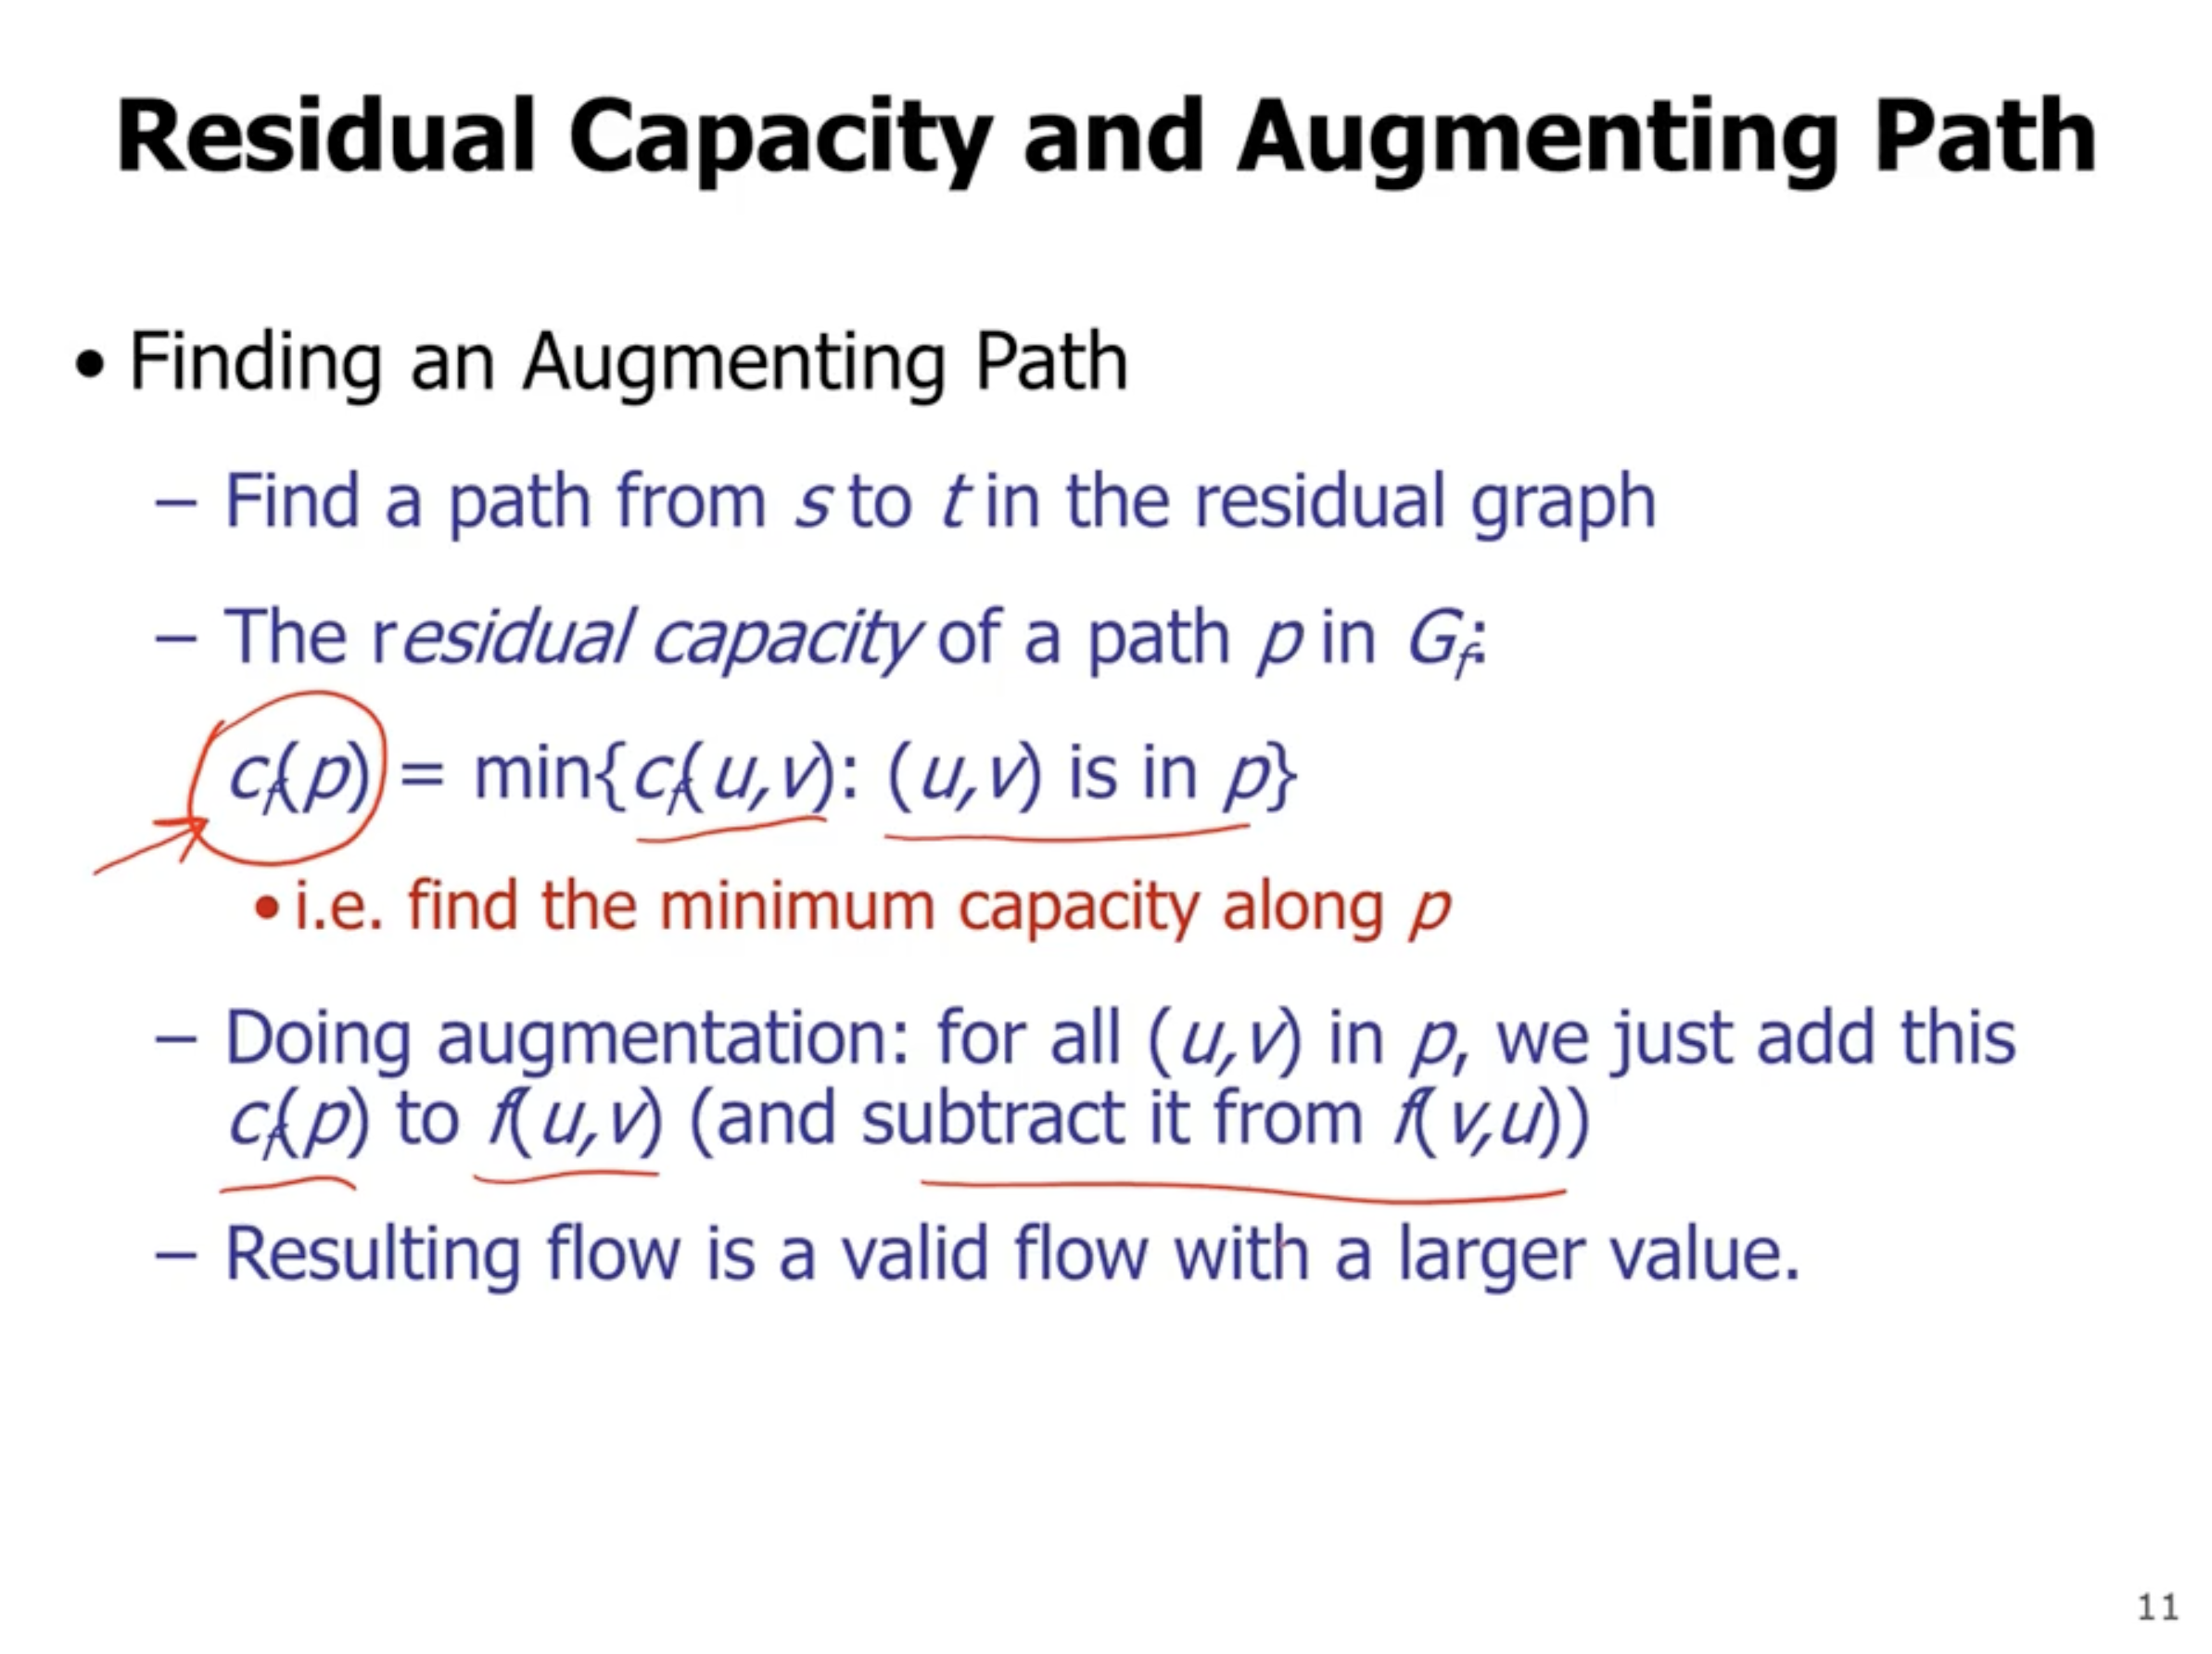 Residual Capacity and Augmenting Path
• Finding an Augmenting Path
– Find a path from s to t in the residual graph
– The residual capacity of a path p in G_f:
c_f(p) = min{c_f(u,v): (u,v) is in p}
• i.e. find the minimum capacity along p
– Doing augmentation: for all (u,v) in p, we just add this
c_f(p) to f(u,v) (and subtract it from f(v,u))
– Resulting flow is a valid flow with a larger value.
11